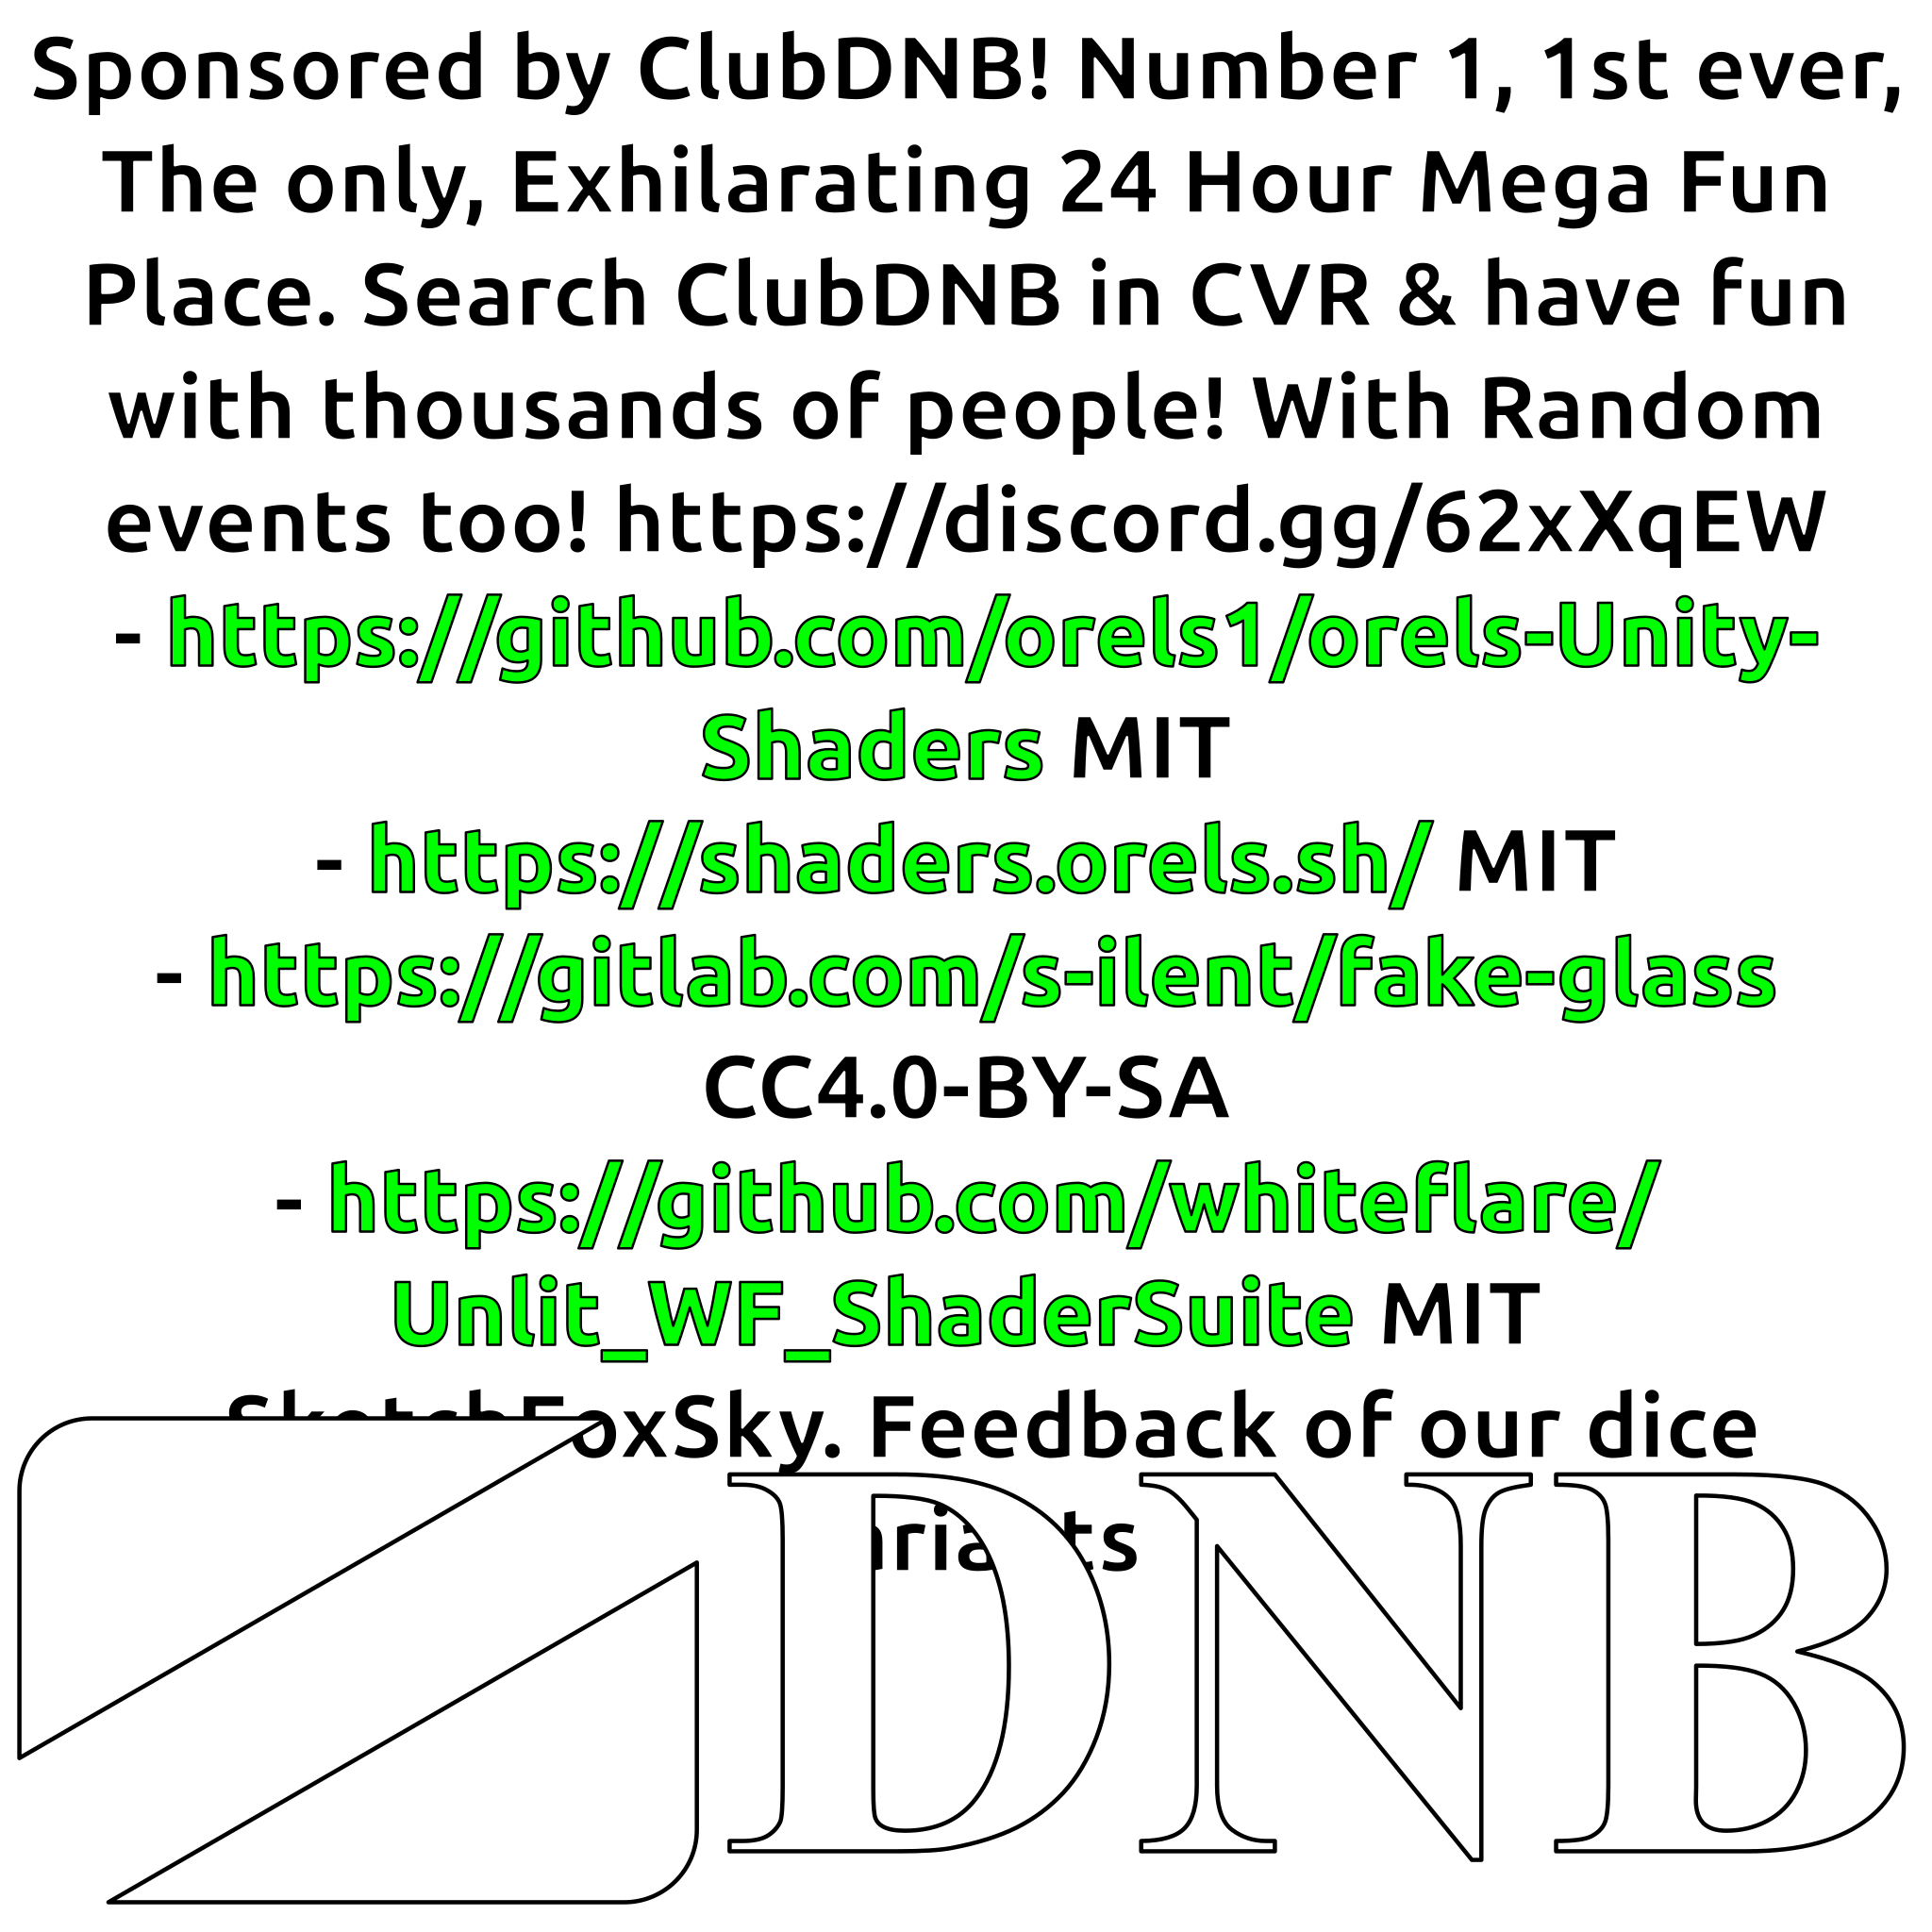 Sponsored by ClubDNB! Number 1, 1st ever,
The only, Exhilarating 24 Hour Mega Fun
Place. Search ClubDNB in CVR & have fun
with thousands of people! With Random
events too! https://discord.gg/62xXqEW
- https://github.com/orels1/orels-Unity-
Shaders MIT
- https://shaders.orels.sh/ MIT
- https://gitlab.com/s-ilent/fake-glass
CC4.0-BY-SA
- https://github.com/whiteflare/
Unlit_WF_ShaderSuite MIT
SketchFoxSky. Feedback of our dice
DNB